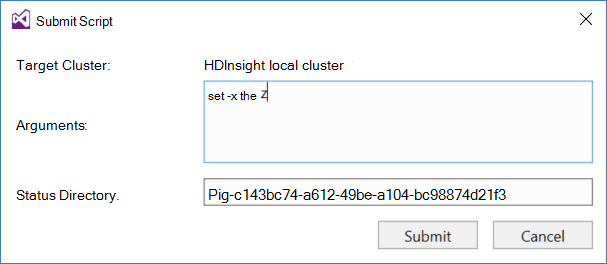 Submit Script
Target Cluster: HDInsight local cluster
set -x the z
Arguments:
Status Directory. Pig-c143bc74-a612-49be-a104-bc98874d21f3
Submit Cancel